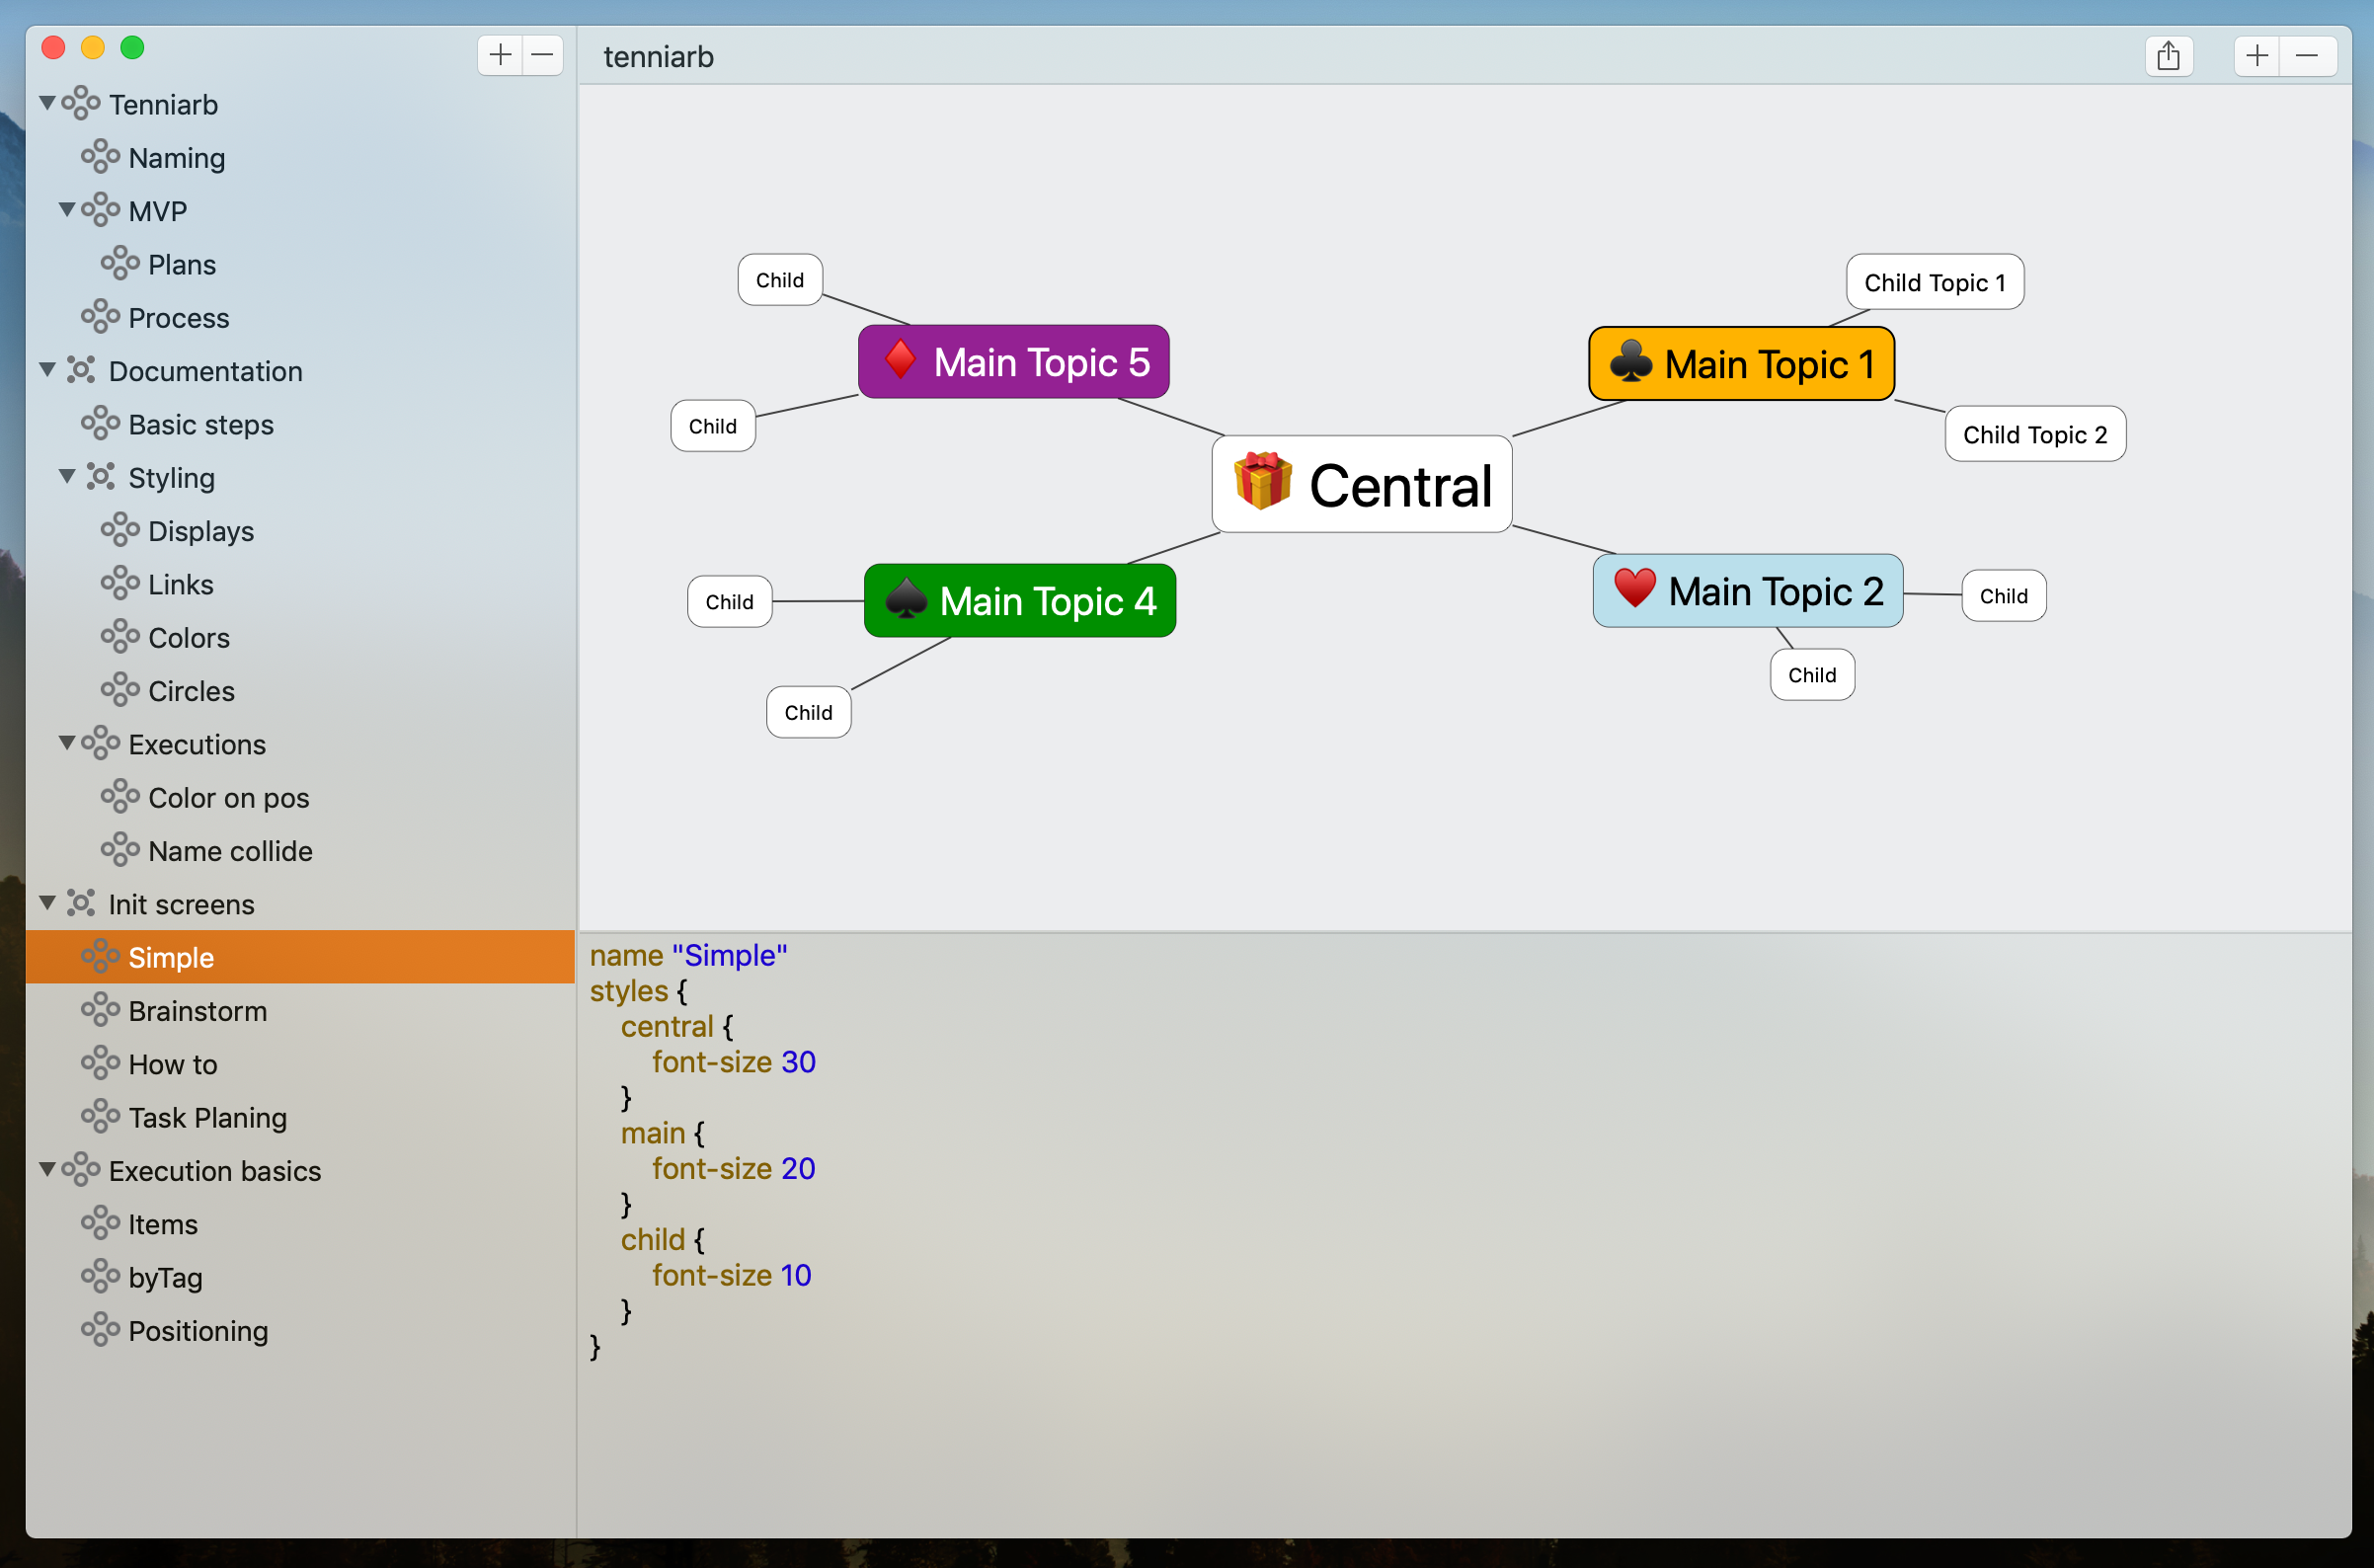 Tenniarb
Naming
MVP
Plans
Process
Documentation
Basic steps
Styling
Displays
Links
Colors
Circles
Executions
Color on pos
Name collide
Init screens
Simple
Brainstorm
How to
Task Planing
Execution basics
Items
byTag
Positioning
tenniarb
Child
Child Topic 1
Main Topic 5
Main Topic 1
Child
Child Topic 2
Central
Child
Main Topic 4
Main Topic 2
Child
Child
Child
name "Simple"
styles {
central {
font-size 30
}
main {
font-size 20
}
child {
font-size 10
}
}